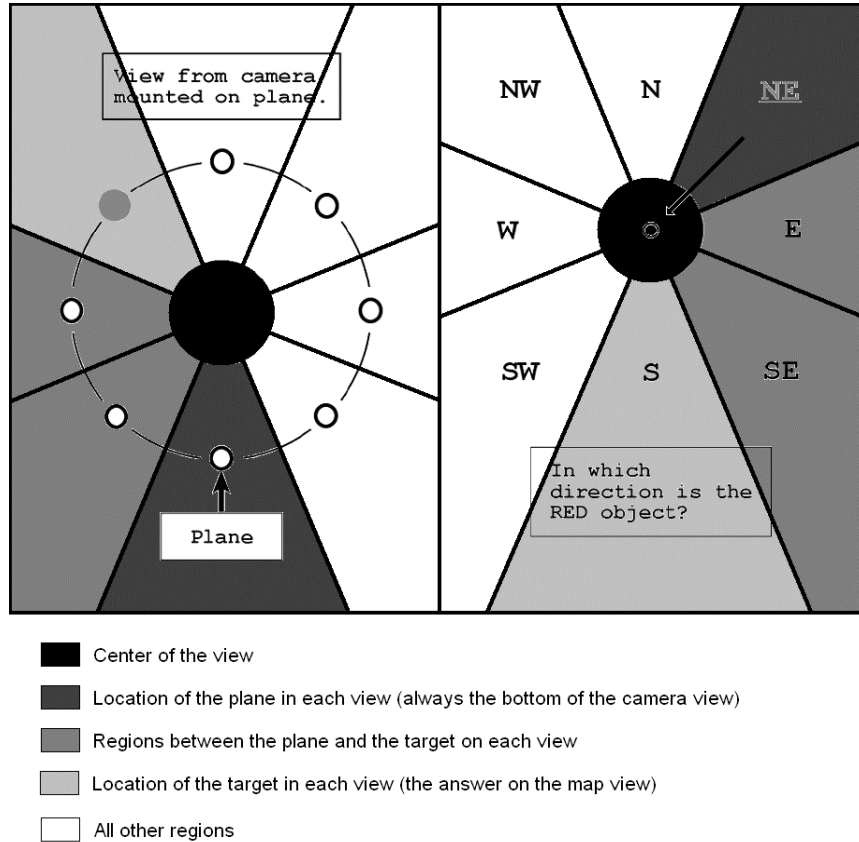 View from camera
mounted on plane.
Plane
NW
N
NE
W
E
SW
S
SE
In which
direction is the
RED object?
Center of the view
Location of the plane in each view (always the bottom of the camera view)
Regions between the plane and the target on each view
Location of the target in each view (the answer on the map view)
All other regions